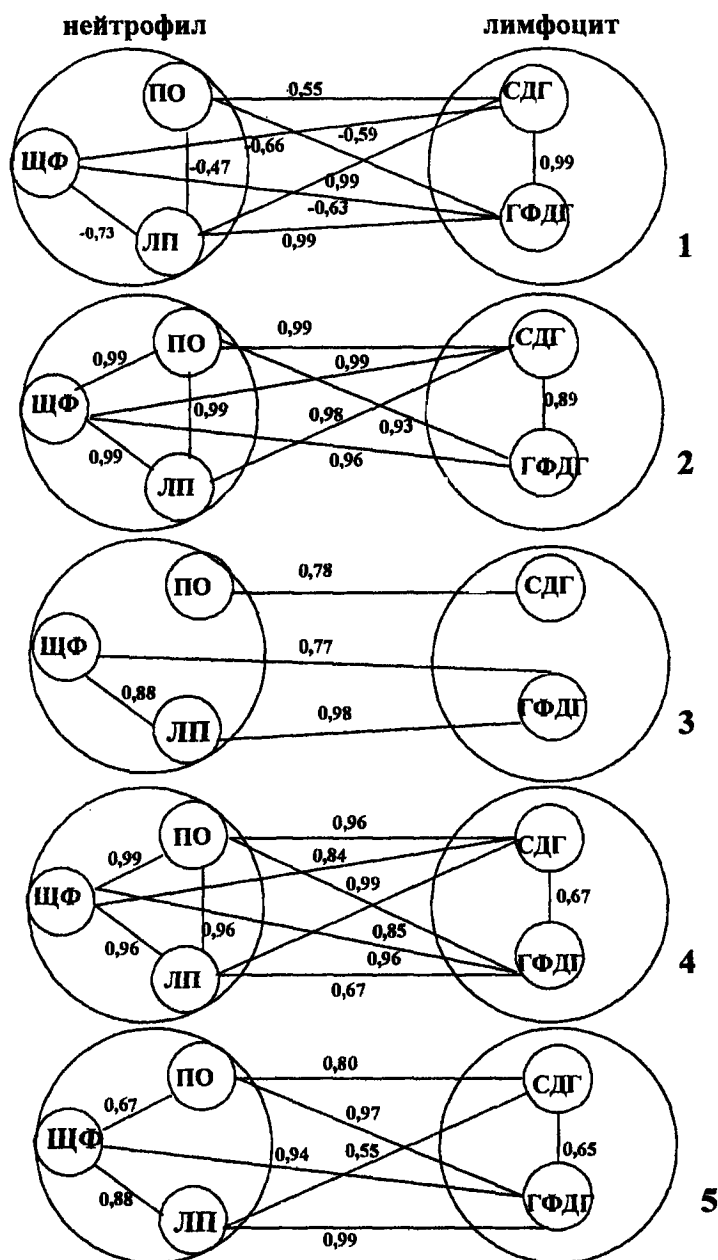 нейтрофил лимфоцит
ПО -0,55 СДГ
-0,59
ЩФ -0,66
-0,47 0,99 0,99
-0,63 ГФДГ
-0,73 ЛП 0,99
1
ПО 0,99 СДГ
0,99 0,99
ЩФ 0,99 0,98 0,93 0,89
0,99 0,96 ГФДГ
ЛП
2
ПО 0,78 СДГ
ЩФ 0,77
0,88 0,98 ГФДГ
ЛП
3
ПО 0,96 СДГ
0,99 0,84
ЩФ 0,99 0,67
0,96 0,96 0,85
0,96 ГФДГ
ЛП 0,67
4
ПО 0,80 СДГ
0,67 0,97
ЩФ 0,94 0,55 0,65
0,88 ГФДГ
ЛП 0,99
5